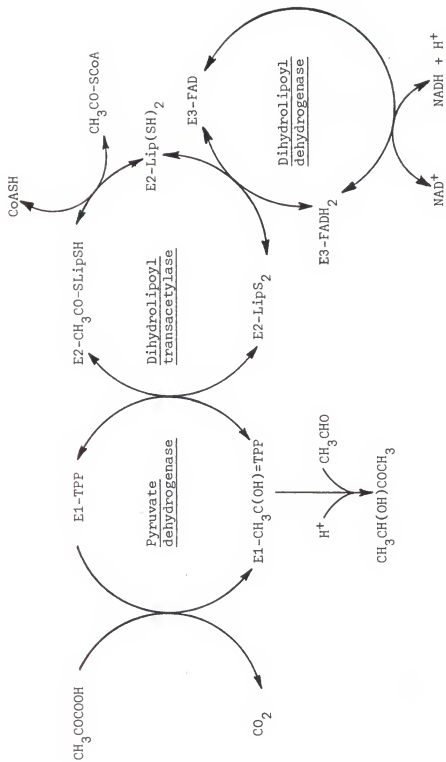 CH3COCOOH
CO2
E1-TPP
Pyruvate
dehydrogenase
E1-CH3C(OH)=TPP
H+
CH3CHO
CH3CH(OH)COCH3
E2-CH3CO-SLipSH
Dihydrolipoyl
transacetylase
E2-LipS2
CoASH
CH3CO-SCoA
E2-Lip(SH)2
E3-FAD
Dihydrolipoyl
dehydrogenase
E3-FADH2
NAD+
NADH + H+